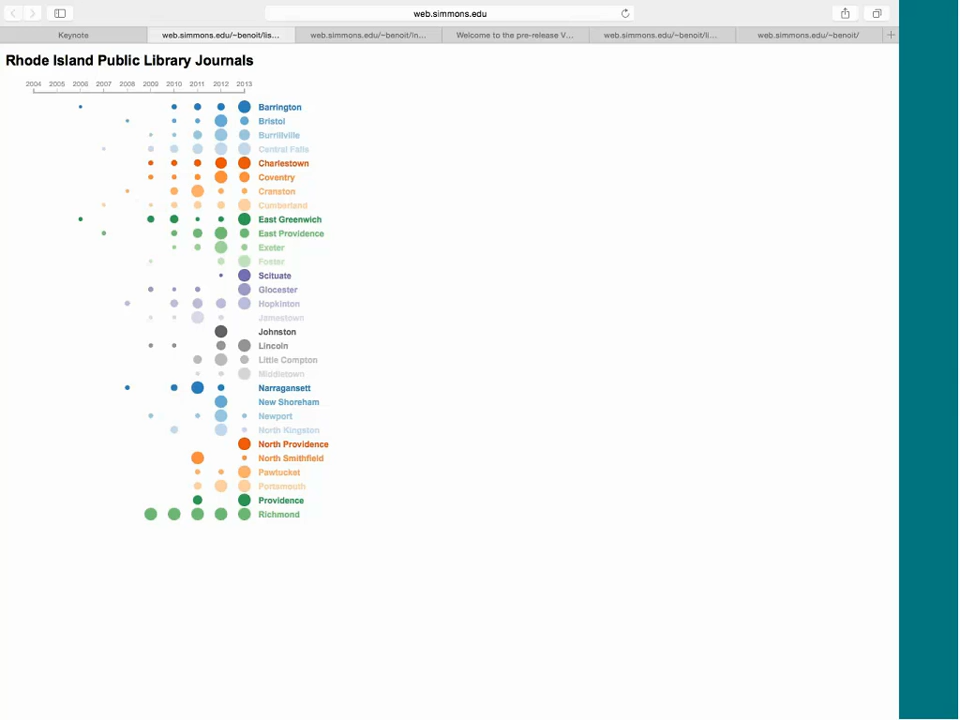 web.simmons.edu
Keynote
web.simmons.edu/~benoit/lis...
web.simmons.edu/~benoit/in...
Welcome to the pre-release V...
web.simmons.edu/~benoit/li...
web.simmons.edu/~benoit/
Rhode Island Public Library Journals
2004 2005 2006 2007 2008 2009 2010 2011 2012 2013
Barrington
Bristol
Burrillville
Central Falls
Charlestown
Coventry
Cranston
Cumberland
East Greenwich
East Providence
Exeter
Foster
Scituate
Glocester
Hopkinton
Jamestown
Johnston
Lincoln
Little Compton
Middletown
Narragansett
New Shoreham
Newport
North Kingston
North Providence
North Smithfield
Pawtucket
Portsmouth
Providence
Richmond